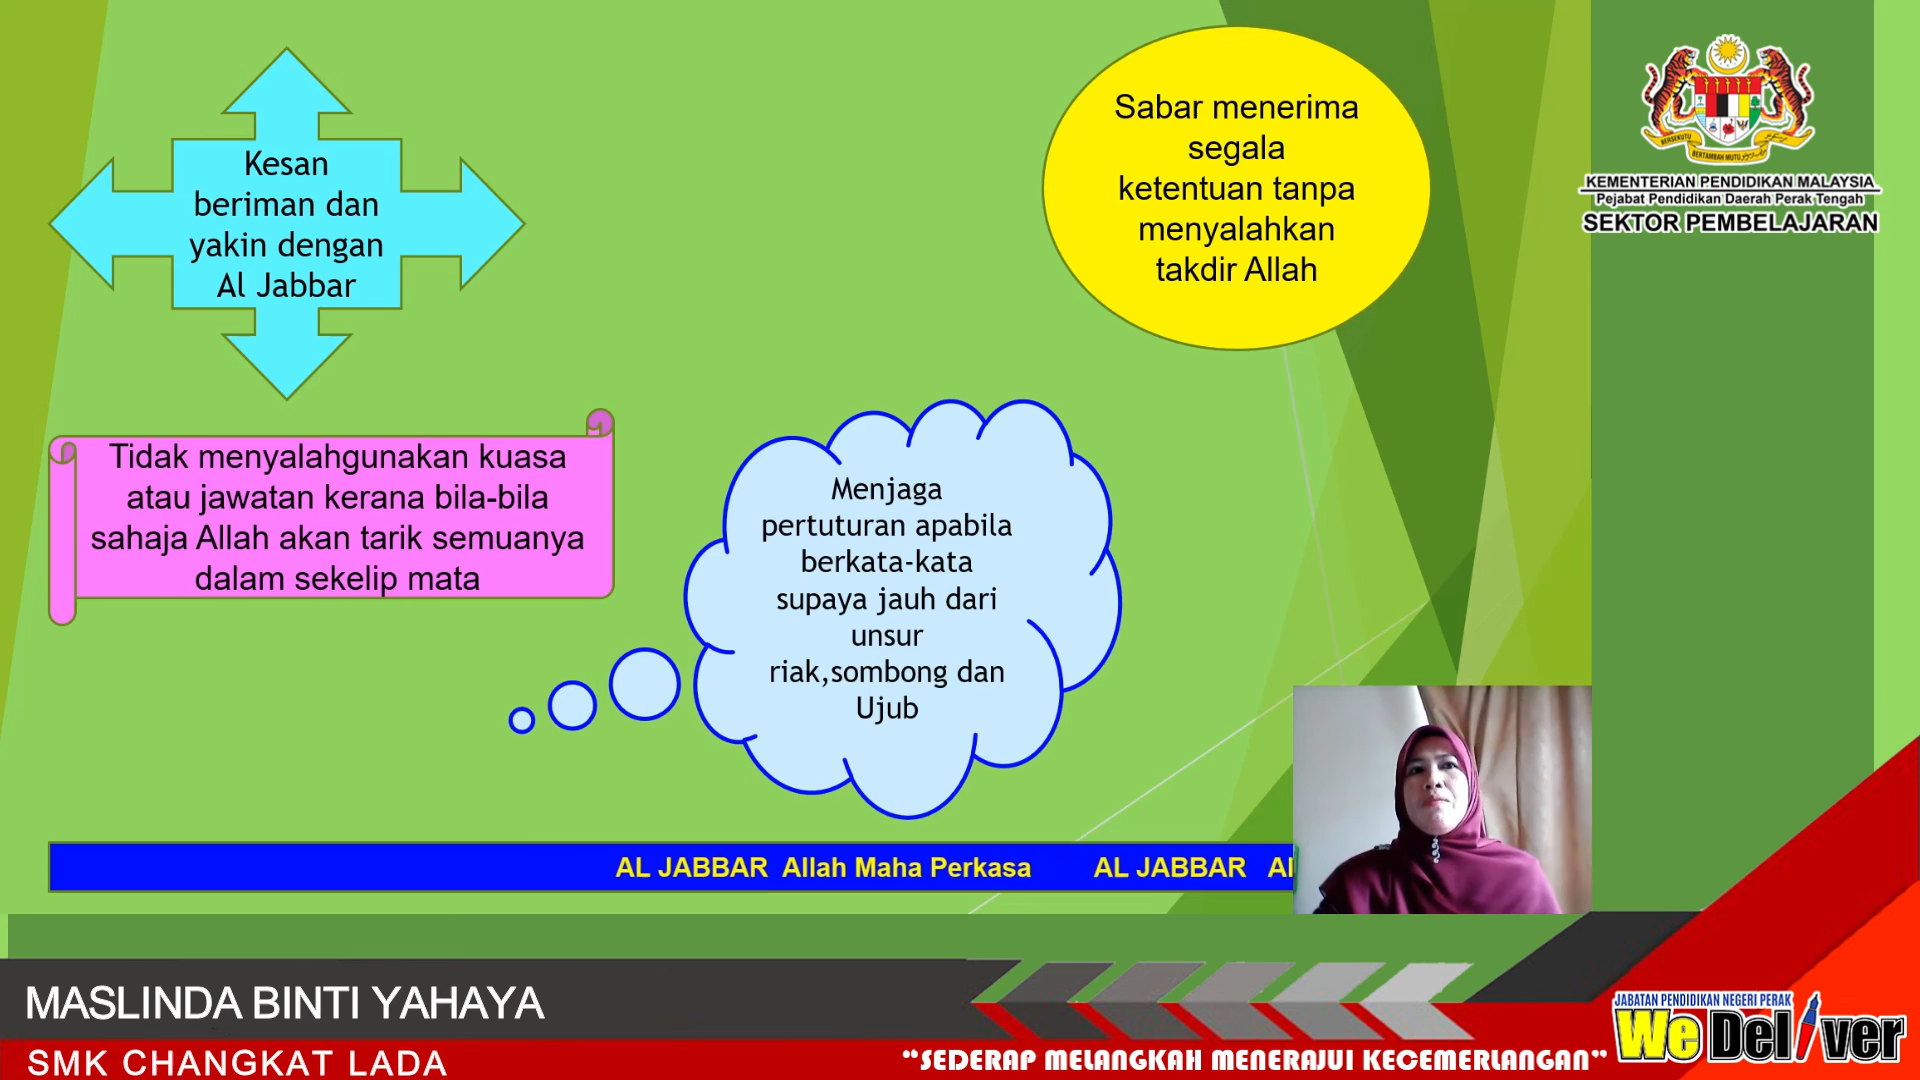 Kesan
beriman dan
yakin dengan
Al Jabbar
Sabar menerima
segala
ketentuan tanpa
menyalahkan
takdir Allah
BERSEKUTU
BERTAMBAH MUTU
KEMENTERIAN PENDIDIKAN MALAYSIA
Pejabat Pendidikan Daerah Perak Tengah
SEKTOR PEMBELAJARAN
Tidak menyalahgunakan kuasa
atau jawatan kerana bila-bila
sahaja Allah akan tarik semuanya
dalam sekelip mata
Menjaga
pertuturan apabila
berkata-kata
supaya jauh dari
unsur
riak,sombong dan
Ujub
AL JABBAR Allah Maha Perkasa AL JABBAR Al
MASLINDA BINTI YAHAYA
SMK CHANGKAT LADA
"SEDERAP MELANGKAH MENERAJUI KECEMERLANGAN"
JABATAN PENDIDIKAN NEGERI PERAK
We Deliver